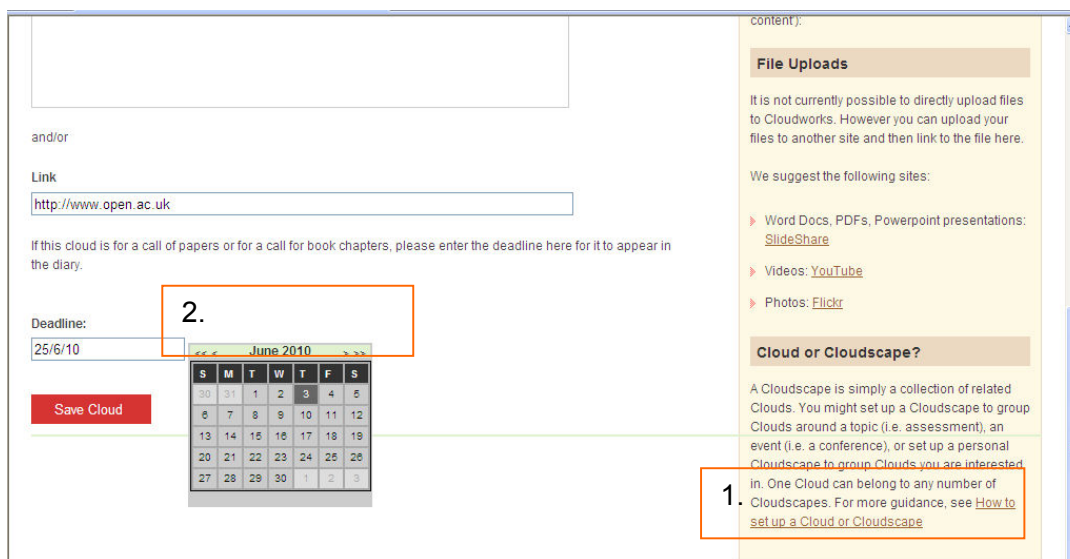 content'):
File Uploads
It is not currently possible to directly upload files
to Cloudworks. However you can upload your
files to another site and then link to the file here.
We suggest the following sites:
Word Docs, PDFs, Powerpoint presentations:
SlideShare
Videos: YouTube
Photos: Flickr
Cloud or Cloudscape?
A Cloudscape is simply a collection of related
Clouds. You might set up a Cloudscape to group
Clouds around a topic (i.e. assessment), an
event (i.e. a conference), or set up a personal
Cloudscape to group Clouds you are interested
in. One Cloud can belong to any number of
Cloudscapes. For more guidance, see How to
set up a Cloud or Cloudscape
1.
and/or
Link
http://www.open.ac.uk
If this cloud is for a call of papers or for a call for book chapters, please enter the deadline here for it to appear in
the diary.
2.
Deadline:
25/6/10
<< < June 2010 > >>
S M T W T F S
30 31 1 2 3 4 5
6 7 8 9 10 11 12
13 14 15 16 17 18 19
20 21 22 23 24 25 26
27 28 29 30 1 2 3
Save Cloud